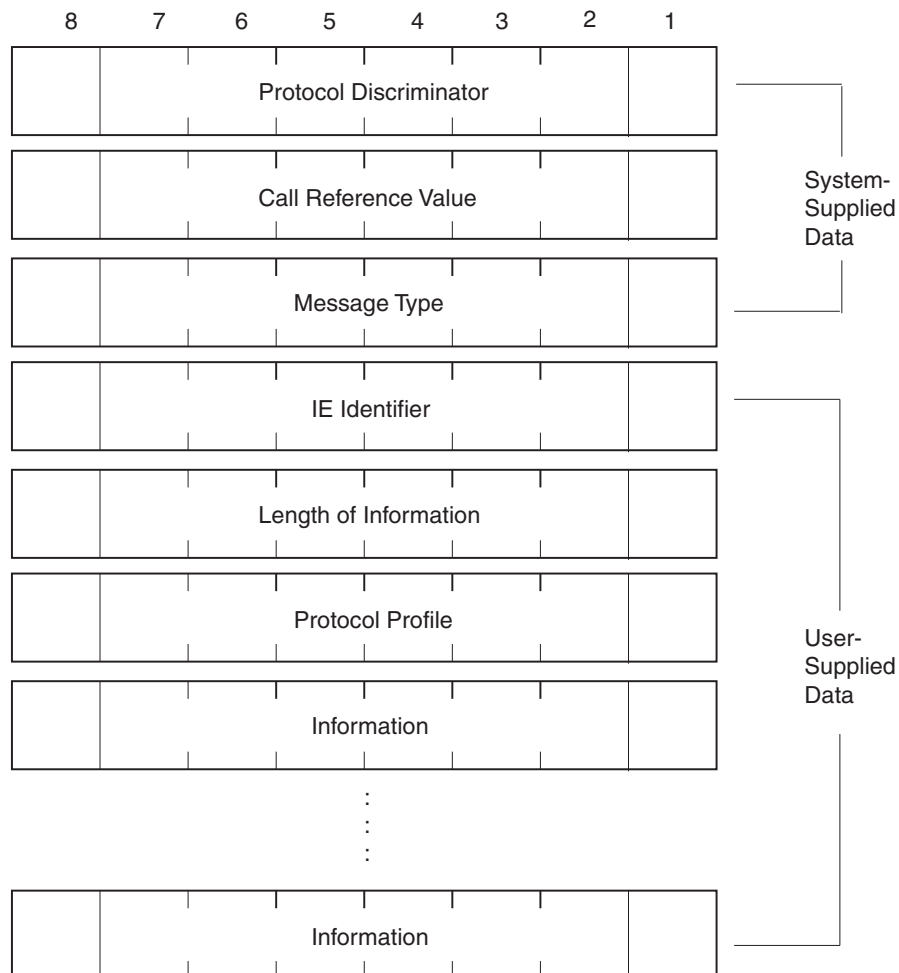 8 7 6 5 4 3 2 1
Protocol Discriminator
Call Reference Value
System-
Supplied
Data
Message Type
IE Identifier
Length of Information
Protocol Profile
User-
Supplied
Data
Information
:
:
:
Information